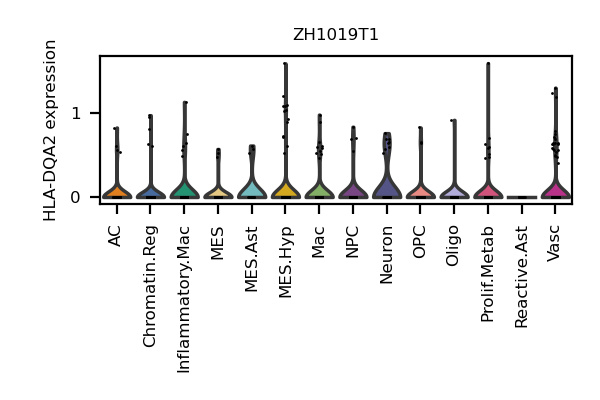 ZH1019T1
HLA-DQA2 expression
1
0
AC
Chromatin.Reg
Inflammatory.Mac
MES
MES.Ast
MES.Hyp
Mac
NPC
Neuron
OPC
Oligo
Prolif.Metab
Reactive.Ast
Vasc